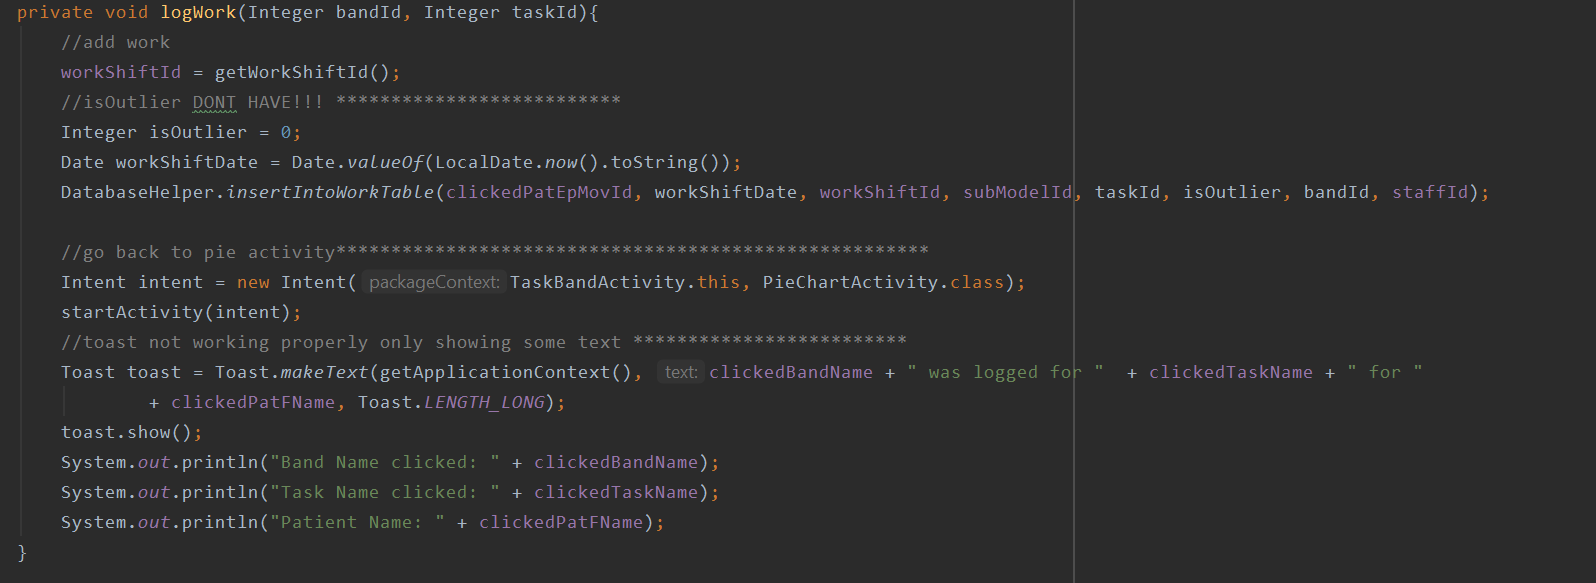 private void logWork(Integer bandId, Integer taskId){
//add work
workShiftId = getWorkShiftId();
//isOutlier DONT HAVE!!! **************************
Integer isOutlier = 0;
Date workShiftDate = Date.valueOf(LocalDate.now().toString());
DatabaseHelper.insertIntoWorkTable(clickedPatEpMovId, workShiftDate, workShiftId, subModelId, taskId, isOutlier, bandId, staffId);
//go back to pie activity******************************************************
Intent intent = new Intent( packageContext: TaskBandActivity.this, PieChartActivity.class);
startActivity(intent);
//toast not working properly only showing some text *************************
Toast toast = Toast.makeText(getApplicationContext(), text: clickedBandName + " was logged for " + clickedTaskName + " for "
+ clickedPatFName, Toast.LENGTH_LONG);
toast.show();
System.out.println("Band Name clicked: " + clickedBandName);
System.out.println("Task Name clicked: " + clickedTaskName);
System.out.println("Patient Name: " + clickedPatFName);
}